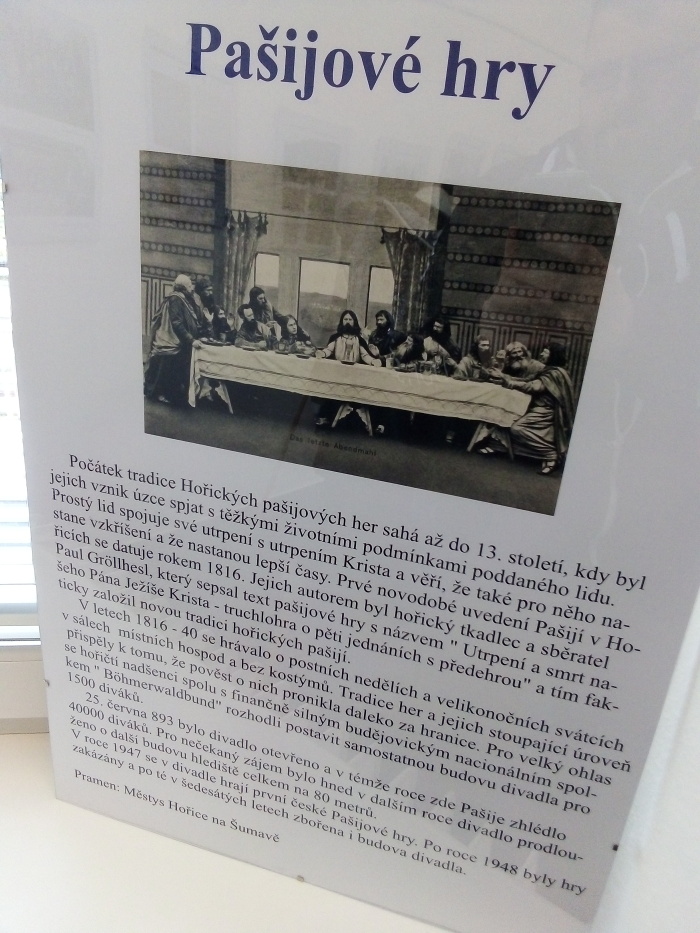 Pašijové hry
Das letzte Abendmahl
Počátek tradice Hořických pašijových her sahá až do 13. století, kdy byl
jejich vznik úzce spjat s těžkými životními podmínkami poddaného lidu.
Prostý lid spojuje své utrpení s utrpením Krista a věří, že také pro něho na-
stane vzkříšení a že nastanou lepší časy. Prvé novodobé uvedení Pašijí v Ho-
řicích se datuje rokem 1816. Jejich autorem byl hořický tkadlec a sběratel
Paul Gröllhesl, který sepsal text pašijové hry s názvem " Utrpení a smrt na-
šeho Pána Ježíše Krista - truchlohra o pěti jednáních s předehrou" a tím fak-
ticky založil novou tradici hořických pašijí.
V letech 1816 - 40 se hrávalo o postních nedělích a velikonočních svátcích
v sálech místních hospod a bez kostýmů. Tradice her a jejich stoupající úroveň
přispěly k tomu, že pověst o nich pronikla daleko za hranice. Pro velký ohlas
se hořičtí nadšenci spolu s finančně silným budějovickým nacionálním spol-
kem " Böhmerwaldbund" rozhodli postavit samostatnou budovu divadla pro
1500 diváků.
25. června 893 bylo divadlo otevřeno a v témže roce zde Pašije zhlédlo
40000 diváků. Pro nečekaný zájem bylo hned v dalším roce divadlo prodlou-
ženo o další budovu hlediště celkem na 80 metrů.
V roce 1947 se v divadle hrají první české Pašijové hry. Po roce 1948 byly hry
zakázány a po té v šedesátých letech zbořena i budova divadla.
Pramen: Městys Hořice na Šumavě